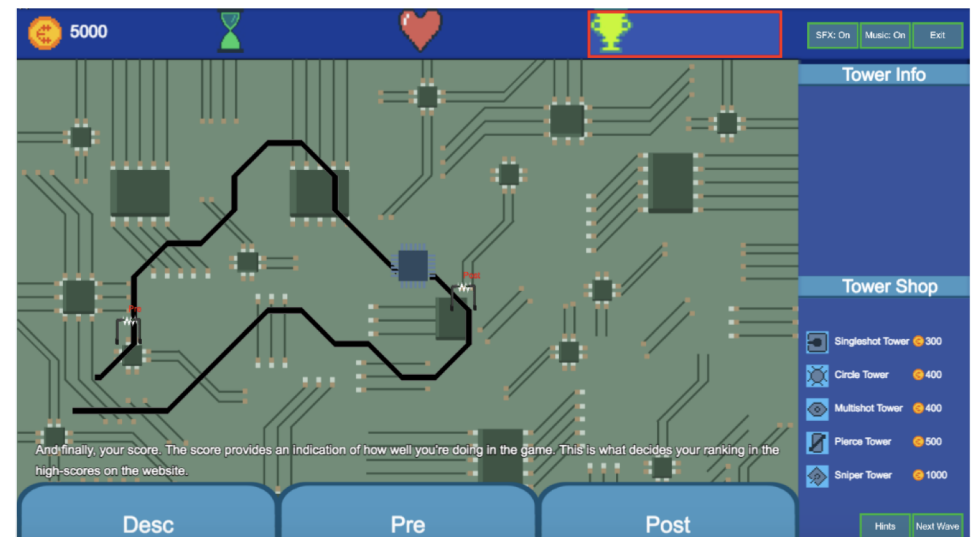 5000
SFX: On
Music: On
Exit
Tower Info
Post
Pre
Tower Shop
Singleshot Tower 300
Circle Tower 400
Multishot Tower 400
Pierce Tower 500
Sniper Tower 1000
And finally, your score. The score provides an indication of how well you're doing in the game. This is what decides your ranking in the
high-scores on the website.
Desc
Pre
Post
Hints
Next Wave